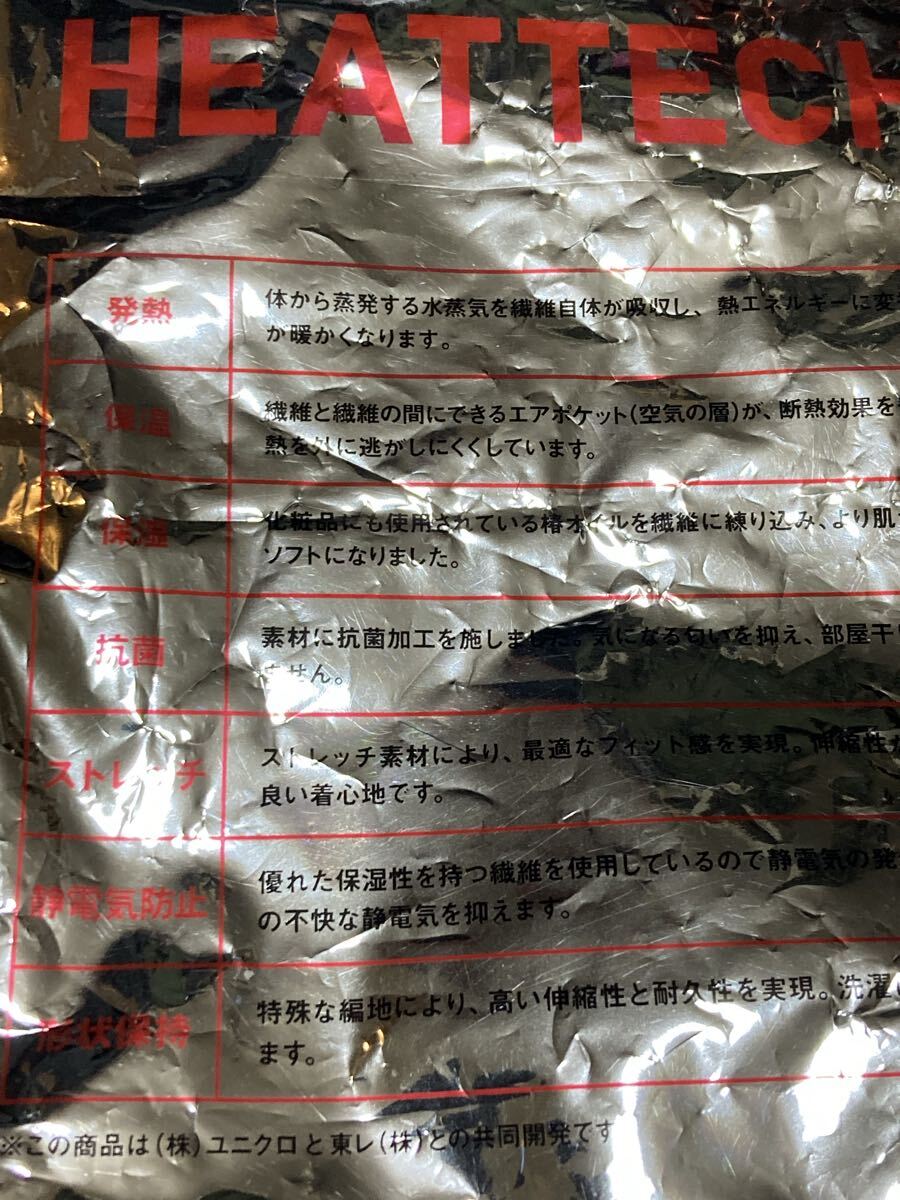 HEATTECH
発熱
体から蒸発する水蒸気を繊維自体が吸収し、熱エネルギーに変
か暖かくなります。
保温
繊維と繊維の間にできるエアポケット(空気の層)が、断熱効果を
熱を外に逃がしにくくしています。
保湿
化粧品にも使用されている椿オイルを繊維に練り込み、より肌
ソフトになりました。
抗菌
素材に抗菌加工を施しました。気になる匂いを抑え、部屋干
ません。
ストレッチ
ストレッチ素材により、最適なフィット感を実現。伸縮性が
良い着心地です。
静電気防止
優れた保湿性を持つ繊維を使用しているので静電気の発
の不快な静電気を抑えます。
形状保持
特殊な編地により、高い伸縮性と耐久性を実現。洗濯
ます。
※この商品は(株)ユニクロと東レ(株)との共同開発です